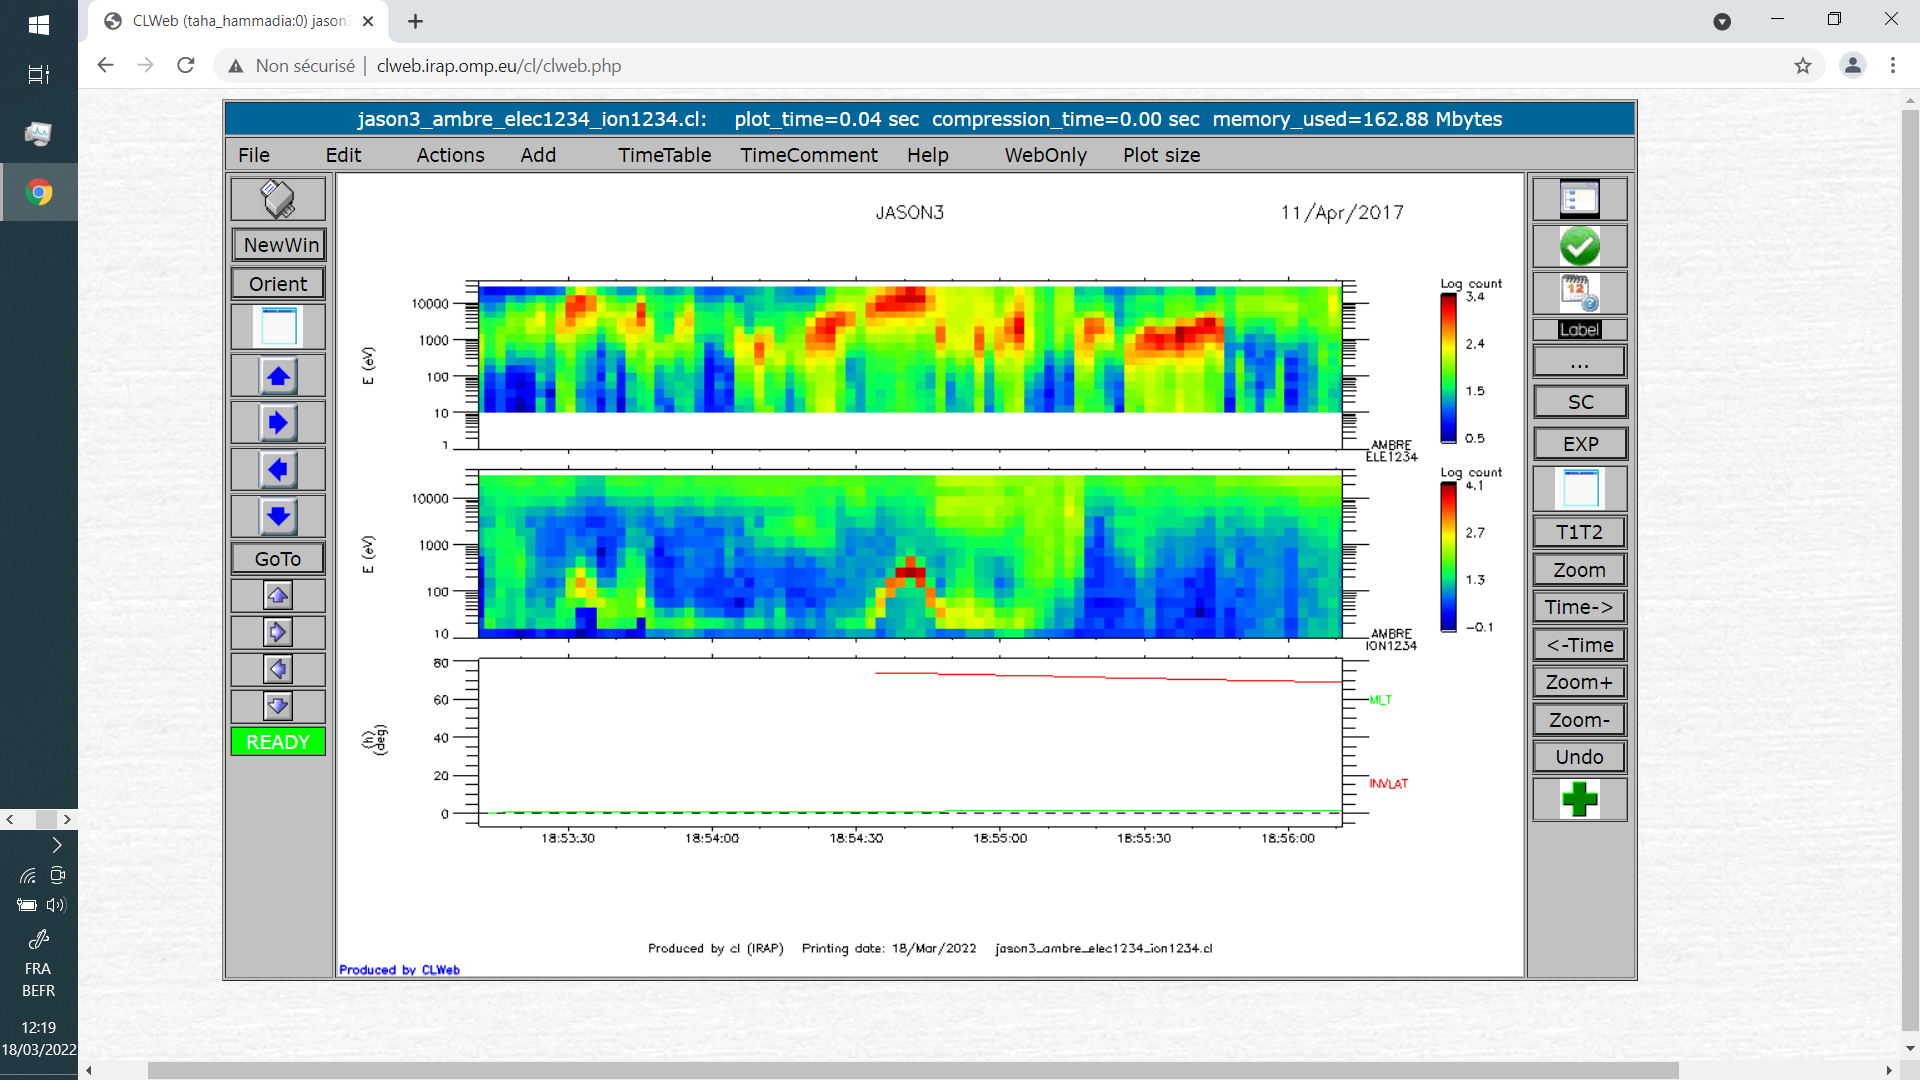 CLWeb (taha_hammadia:0) jason
Non sécurisé | clweb.irap.omp.eu/cl/clweb.php
jason3_ambre_elec1234_ion1234.cl: plot_time=0.04 sec compression_time=0.00 sec memory_used=162.88 Mbytes
File Edit Actions Add TimeTable TimeComment Help WebOnly Plot size
NewWin
Orient
GoTo
READY
JASON3 11/Apr/2017
E (eV)
10000
1000
100
10
1
AMBRE
ELE1234
Log count
3.4
2.4
1.5
0.5
E (eV)
10000
1000
100
10
AMBRE
ION1234
Log count
4.1
2.7
1.3
-0.1
(h)
(deg)
80
60
40
20
0
MLT
INVLAT
18:53:30 18:54:00 18:54:30 18:55:00 18:55:30 18:56:00
Produced by cl (IRAP) Printing date: 18/Mar/2022 jason3_ambre_elec1234_ion1234.cl
Produced by CLWeb
12
Label
...
SC
EXP
T1T2
Zoom
Time->
<-Time
Zoom+
Zoom-
Undo
FRA
BEFR
12:19
18/03/2022